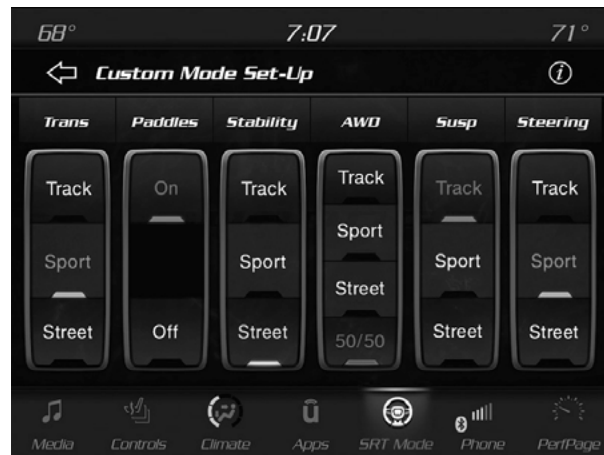 68° 7:07 71°
Custom Mode Set-Up i
Trans Paddles Stability AWD Susp Steering
Track On Track Track Track Track
Sport Sport Sport Sport Sport
Street
Street Off Street 50/50 Street Street
Media Controls Climate Apps SRT Mode Phone PerfPage